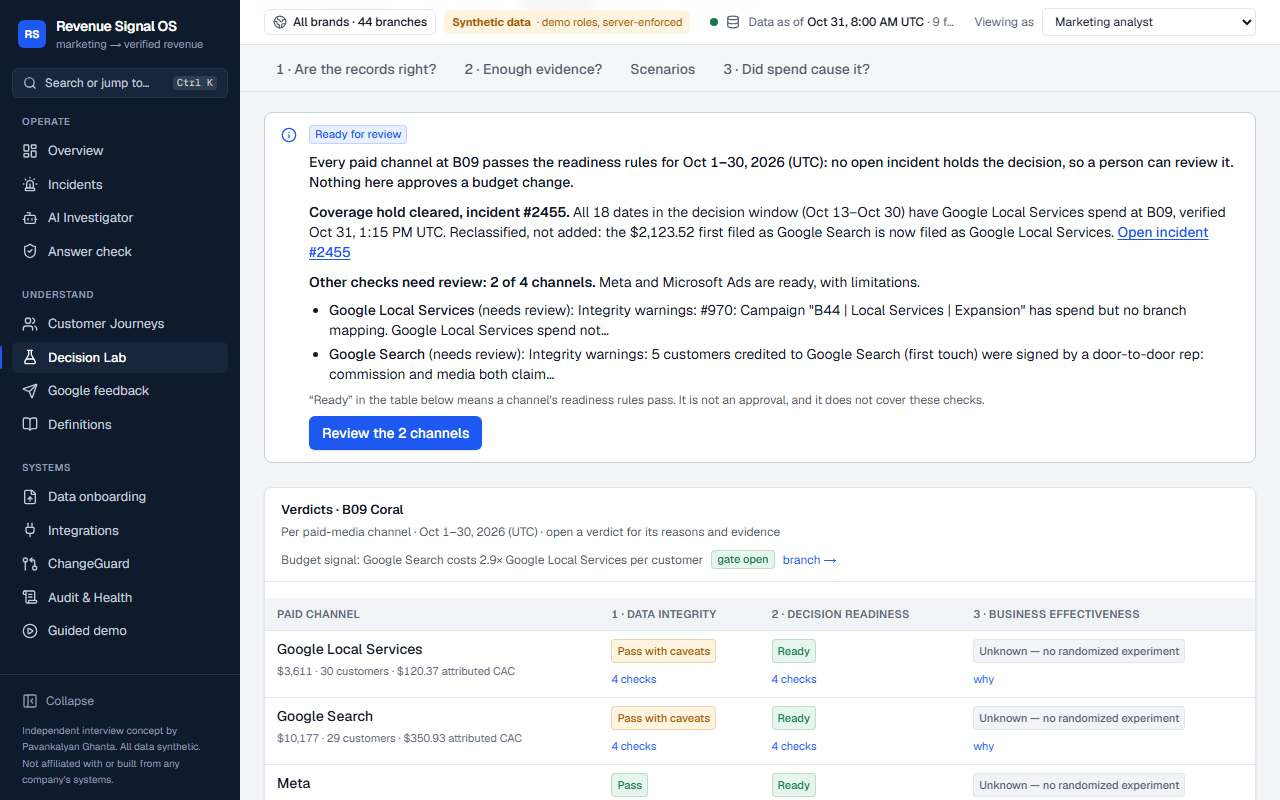 RS
Revenue Signal OS
marketing → verified revenue
Search or jump to...
Ctrl K
OPERATE
Overview
Incidents
AI Investigator
Answer check
UNDERSTAND
Customer Journeys
Decision Lab
Google feedback
Definitions
SYSTEMS
Data onboarding
Integrations
ChangeGuard
Audit & Health
Guided demo
Collapse
Independent interview concept by
Pavankalyan Ghanta. All data synthetic.
Not affiliated with or built from any
company's systems.
All brands · 44 branches
Synthetic data · demo roles, server-enforced
Data as of Oct 31, 8:00 AM UTC · 9 f...
Viewing as
Marketing analyst
1 · Are the records right?
2 · Enough evidence?
Scenarios
3 · Did spend cause it?
Ready for review
Every paid channel at B09 passes the readiness rules for Oct 1–30, 2026 (UTC): no open incident holds the decision, so a person can review it.
Nothing here approves a budget change.
Coverage hold cleared, incident #2455. All 18 dates in the decision window (Oct 13–Oct 30) have Google Local Services spend at B09, verified
Oct 31, 1:15 PM UTC. Reclassified, not added: the $2,123.52 first filed as Google Search is now filed as Google Local Services. Open incident
#2455
Other checks need review: 2 of 4 channels. Meta and Microsoft Ads are ready, with limitations.
• Google Local Services (needs review): Integrity warnings: #970: Campaign "B44 | Local Services | Expansion" has spend but no branch
mapping. Google Local Services spend not...
• Google Search (needs review): Integrity warnings: 5 customers credited to Google Search (first touch) were signed by a door-to-door rep:
commission and media both claim...
“Ready” in the table below means a channel's readiness rules pass. It is not an approval, and it does not cover these checks.
Review the 2 channels
Verdicts · B09 Coral
Per paid-media channel · Oct 1–30, 2026 (UTC) · open a verdict for its reasons and evidence
Budget signal: Google Search costs 2.9× Google Local Services per customer
gate open
branch →
PAID CHANNEL
1 · DATA INTEGRITY
2 · DECISION READINESS
3 · BUSINESS EFFECTIVENESS
Google Local Services
$3,611 · 30 customers · $120.37 attributed CAC
Pass with caveats
4 checks
Ready
4 checks
Unknown — no randomized experiment
why
Google Search
$10,177 · 29 customers · $350.93 attributed CAC
Pass with caveats
4 checks
Ready
4 checks
Unknown — no randomized experiment
why
Meta
Pass
Ready
Unknown — no randomized experiment